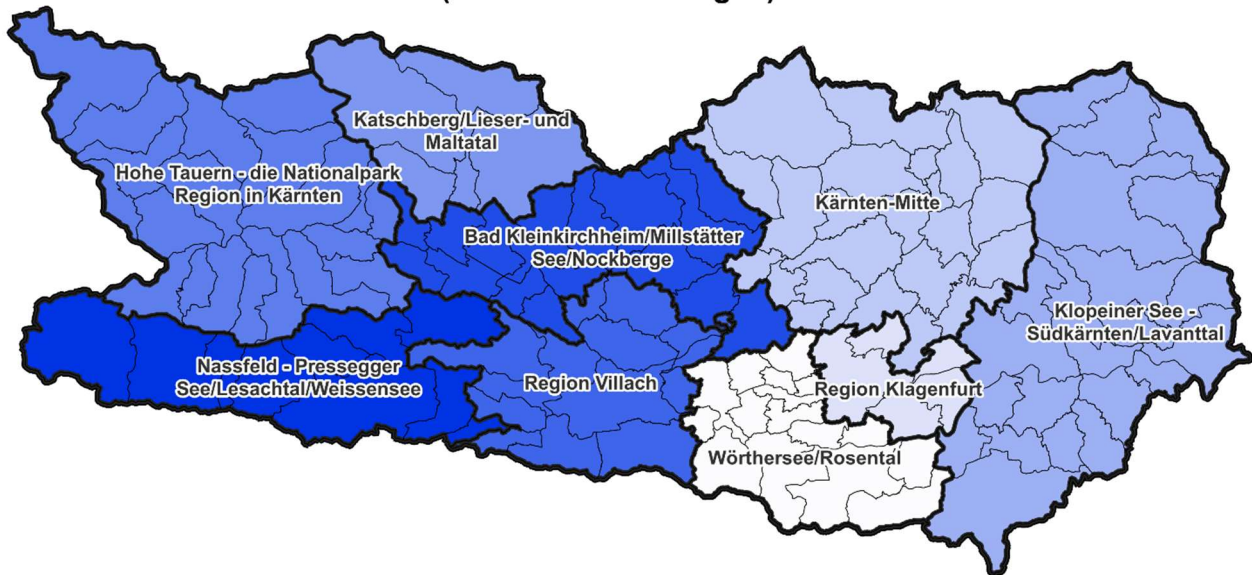 Katschberg/Lieser- und
Maltatal
Hohe Tauern - die Nationalpark
Region in Kärnten
Kärnten-Mitte
Bad Kleinkirchheim/Millstätter
See/Nockberge
Klopeiner See -
Südkärnten/Lavanttal
Nassfeld - Pressegger
See/Lesachtal/Weissensee
Region Villach
Region Klagenfurt
Wörthersee/Rosental